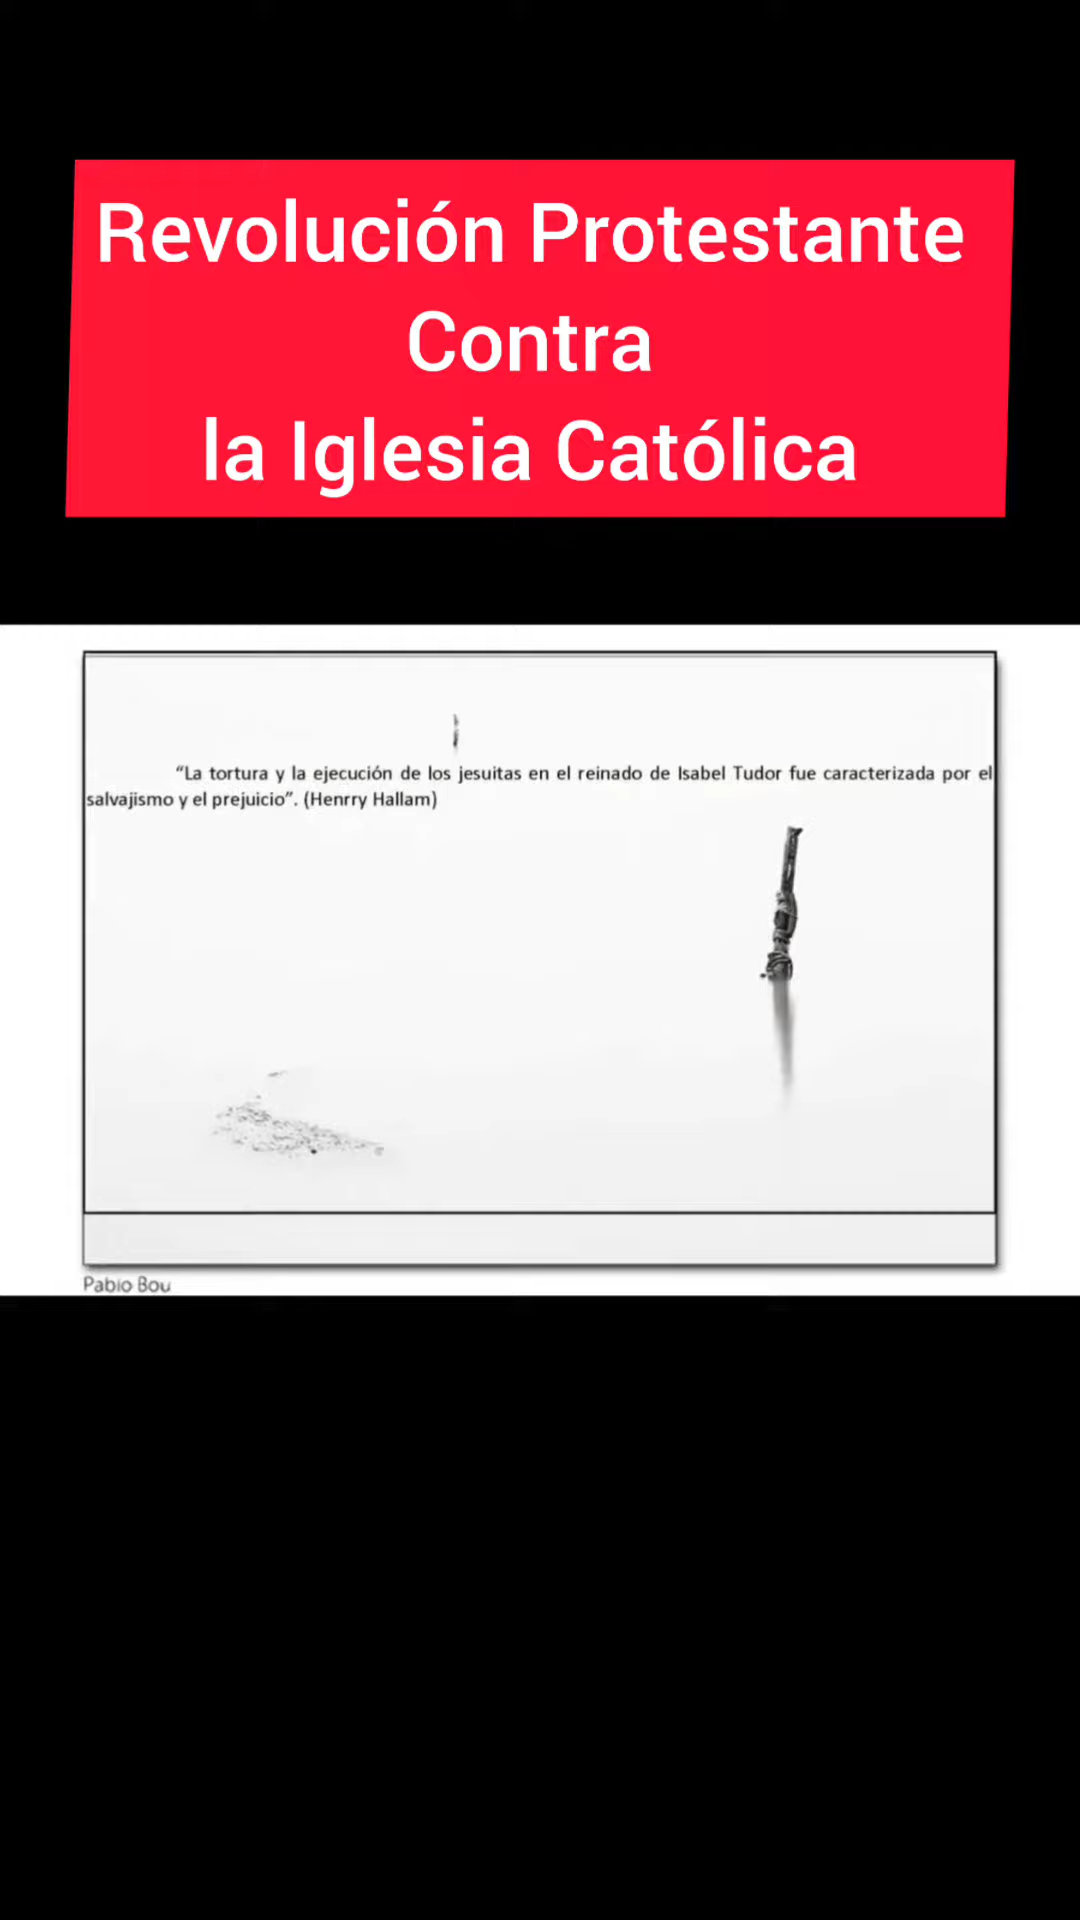 Revolución Protestante
Contra
la Iglesia Católica
“La tortura y la ejecución de los jesuitas en el reinado de Isabel Tudor fue caracterizada por el
salvajismo y el prejuicio”. (Henrry Hallam)
Pabio Bou